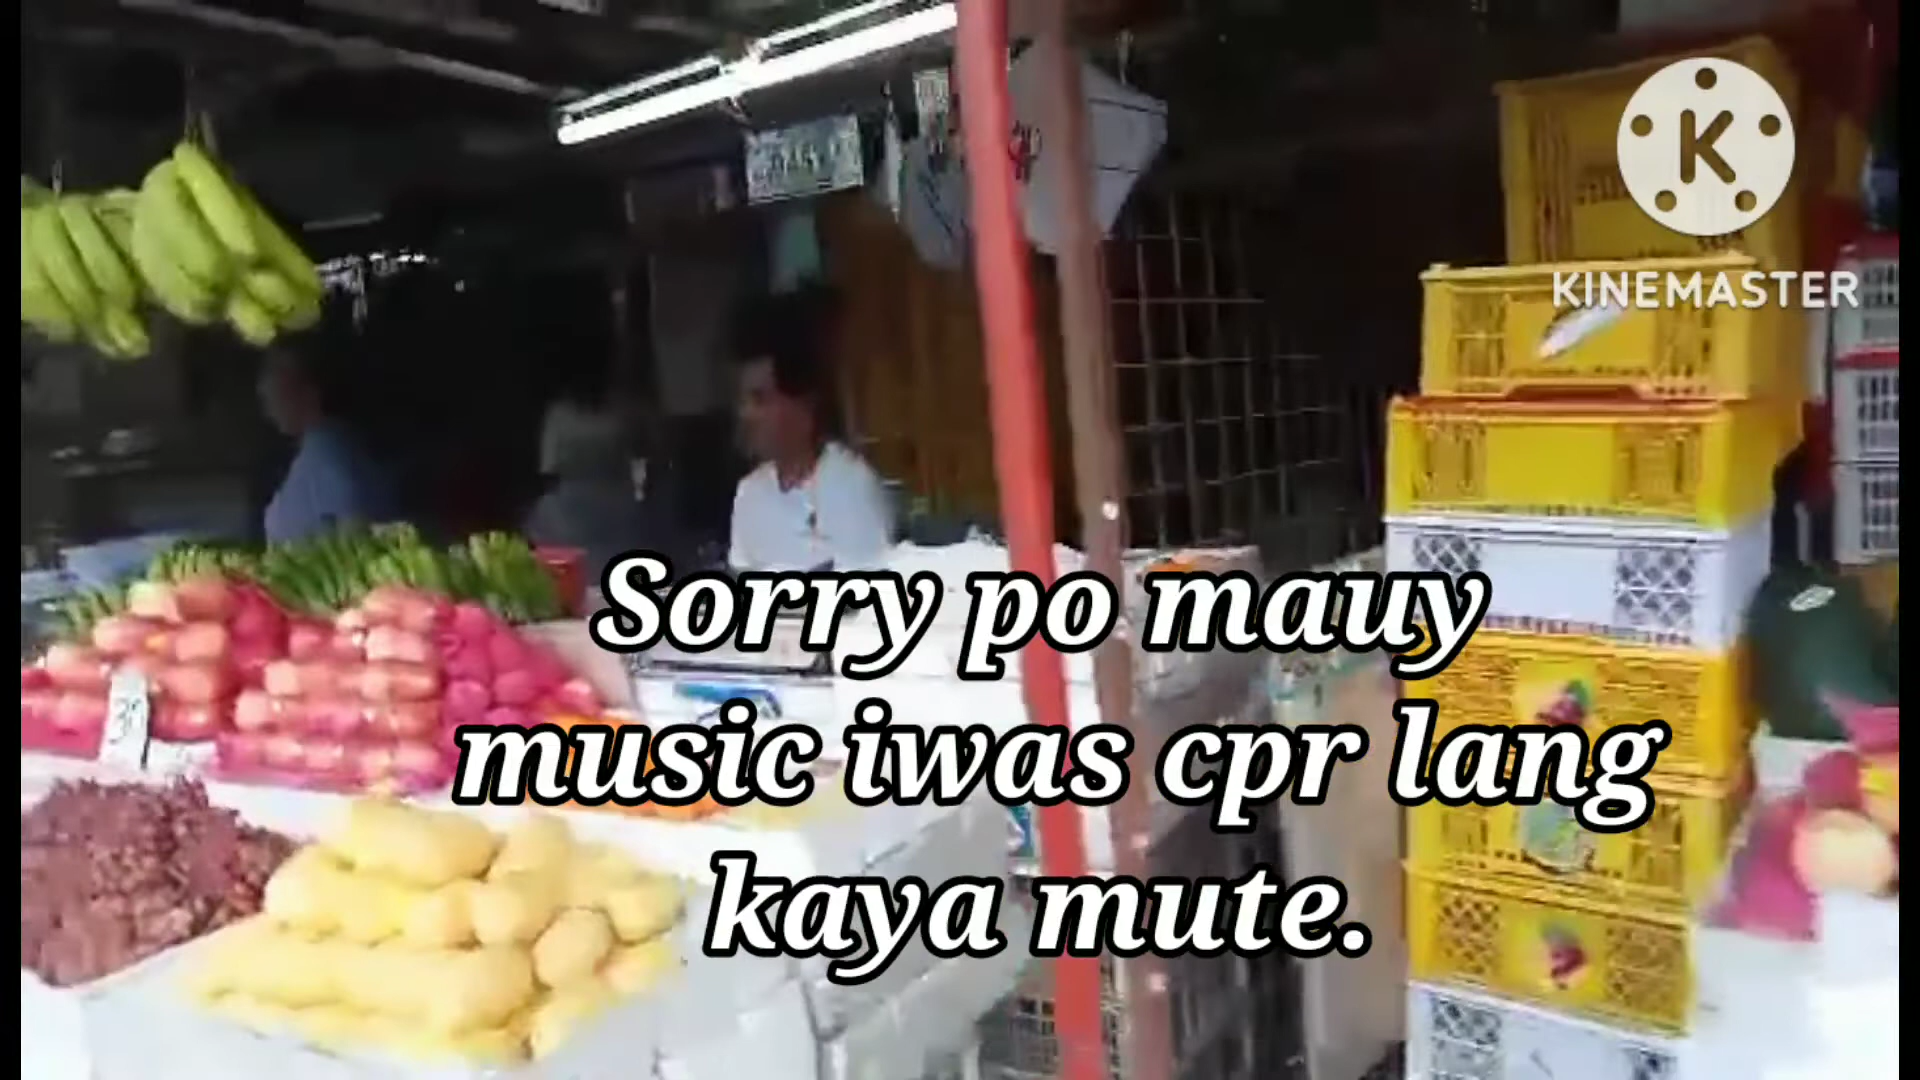 K
KINEMASTER
Sorry po mauy
music iwas cpr lang
kaya mute.